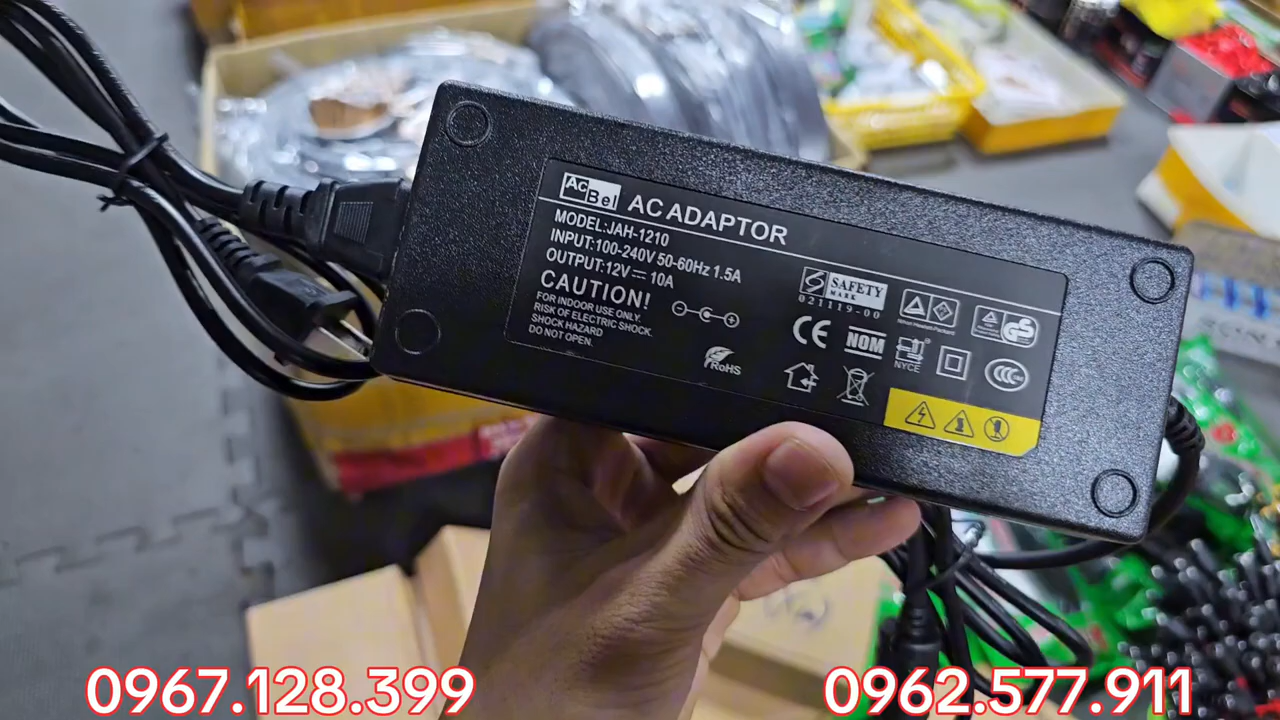 AcBel AC ADAPTOR
MODEL:JAH-1210
INPUT:100-240V 50-60Hz 1.5A
OUTPUT:12V⎓10A
CAUTION!
FOR INDOOR USE ONLY.
RISK OF ELECTRIC SHOCK.
SHOCK HAZARD
DO NOT OPEN.
RoHS
S SAFETY
MARK
021119-00
CE
NOM
NYCE
GS
CCC
0967.128.399
0962.577.911